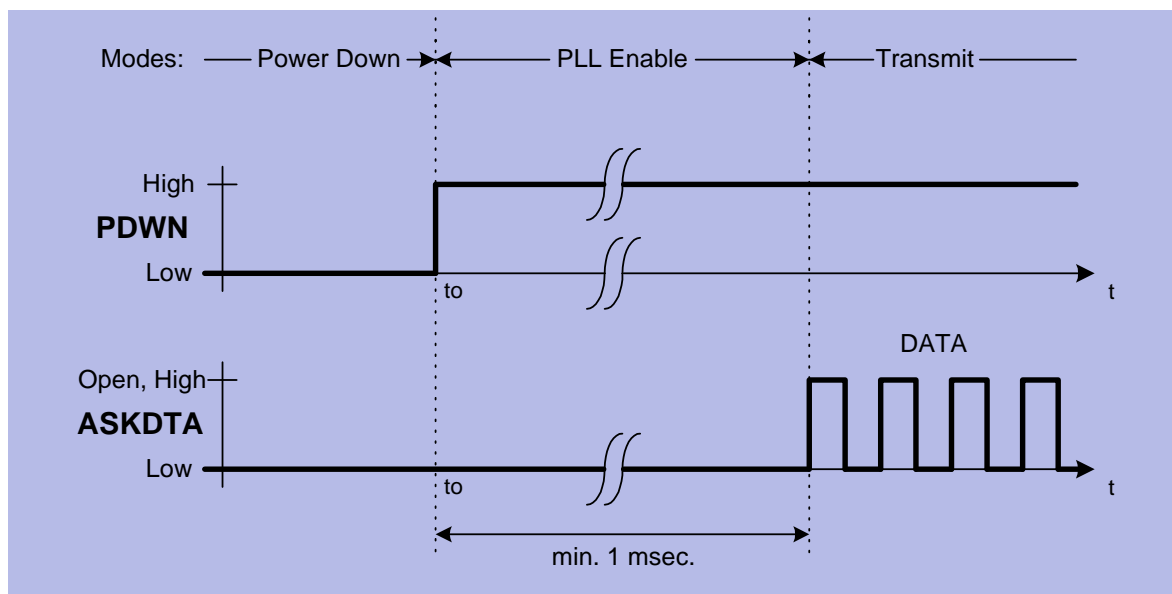 Modes: Power Down PLL Enable Transmit
High
PDWN
Low
to
t
DATA
Open, High
ASKDTA
Low
to
t
min. 1 msec.